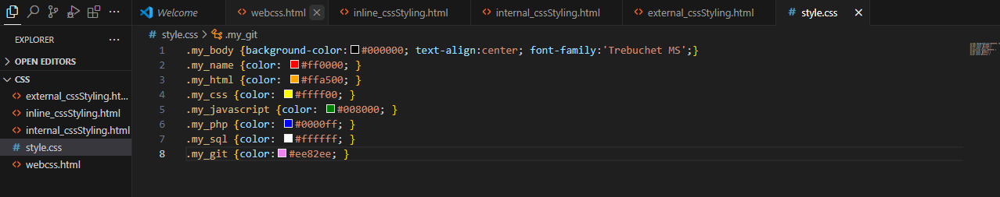 Welcome
webcss.html
inline_cssStyling.html
internal_cssStyling.html
external_cssStyling.html
# style.css
EXPLORER
OPEN EDITORS
CSS
external_cssStyling.ht...
inline_cssStyling.html
internal_cssStyling.html
# style.css
webcss.html
# style.css > .my_git
1 .my_body {background-color:#000000; text-align:center; font-family:'Trebuchet MS';}
2 .my_name {color: #ff0000; }
3 .my_html {color: #ffa500; }
4 .my_css {color: #ffff00; }
5 .my_javascript {color: #008000; }
6 .my_php {color: #0000ff; }
7 .my_sql {color: #ffffff; }
8 .my_git {color:#ee82ee; }